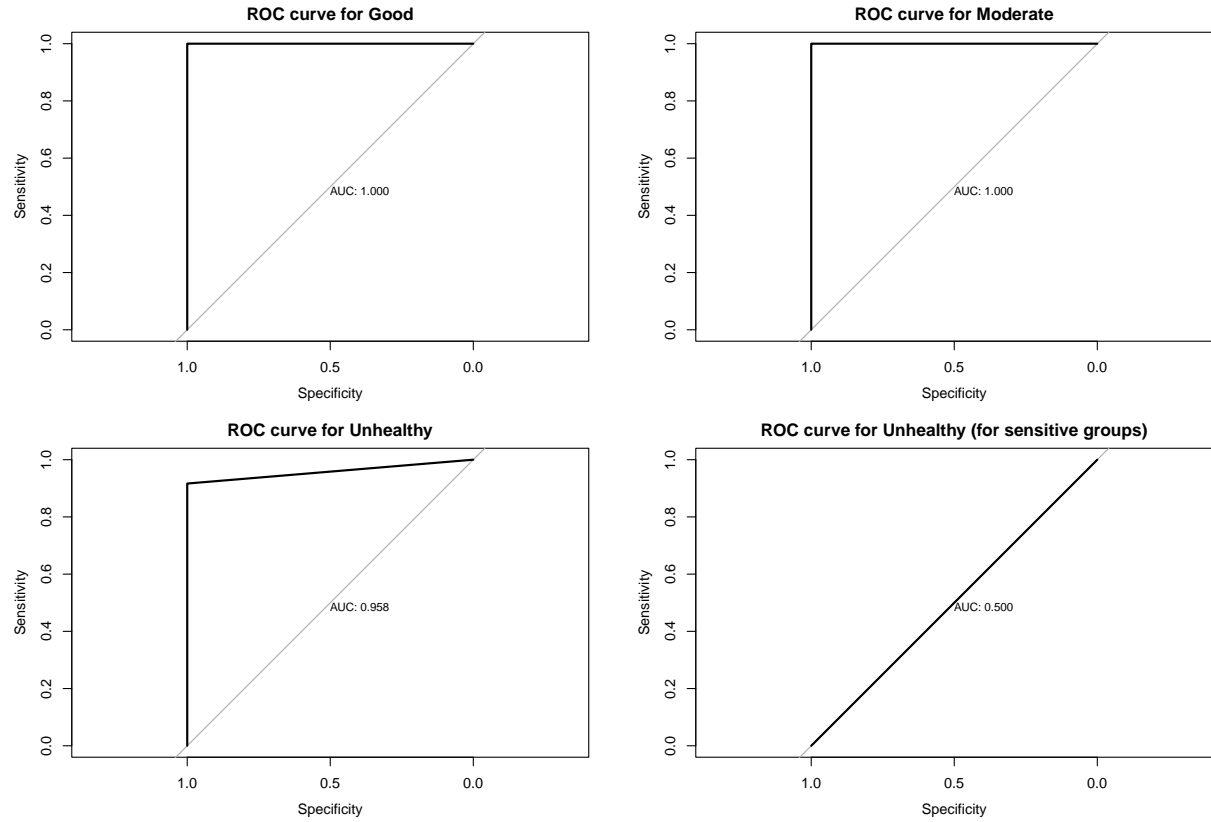 ROC curve for Good
Sensitivity
1.0
0.8
0.6
0.4
0.2
0.0
AUC: 1.000
1.0 0.5 0.0
Specificity
ROC curve for Moderate
Sensitivity
1.0
0.8
0.6
0.4
0.2
0.0
AUC: 1.000
1.0 0.5 0.0
Specificity
ROC curve for Unhealthy
Sensitivity
1.0
0.8
0.6
0.4
0.2
0.0
AUC: 0.958
1.0 0.5 0.0
Specificity
ROC curve for Unhealthy (for sensitive groups)
Sensitivity
1.0
0.8
0.6
0.4
0.2
0.0
AUC: 0.500
1.0 0.5 0.0
Specificity